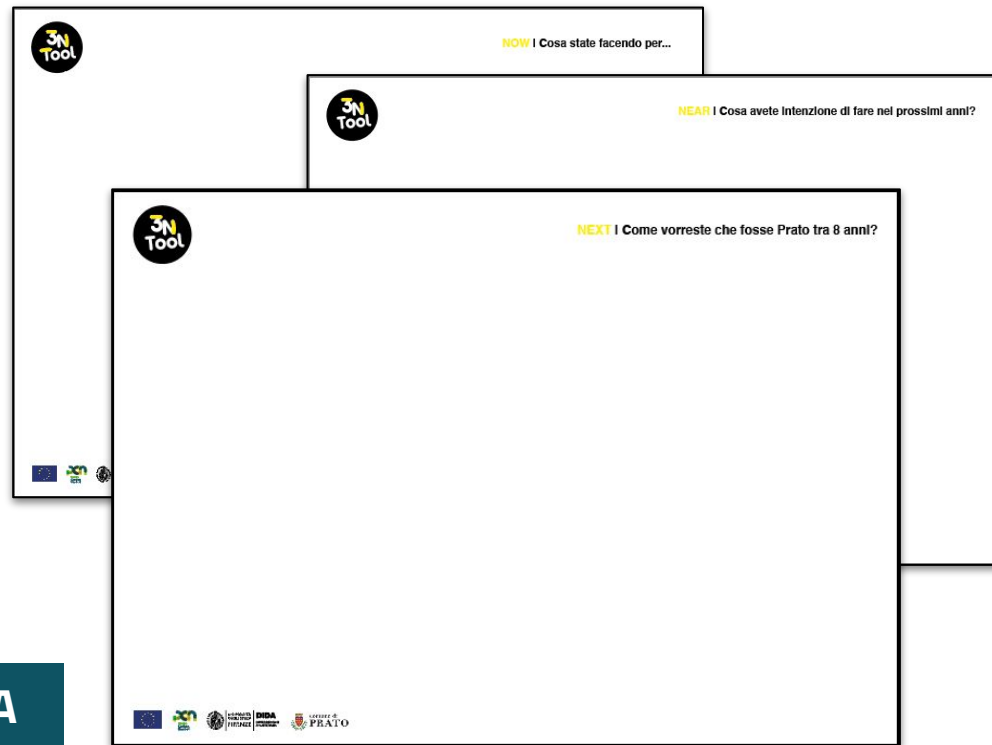 3N
Tool
NOW | Cosa state facendo per...
3N
Tool
NEAR | Cosa avete intenzione di fare nei prossimi anni?
3N
Tool
NEXT | Come vorreste che fosse Prato tra 8 anni?
DIDA
FIRENZE
PRATO
A